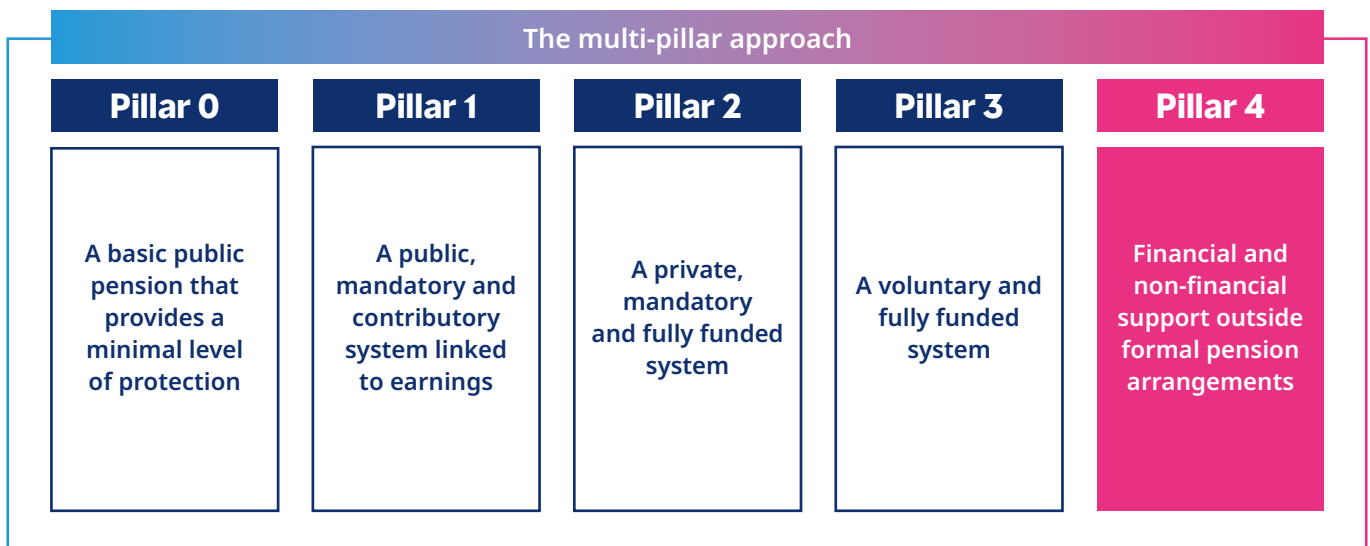 The multi-pillar approach
Pillar 0
A basic public
pension that
provides a
minimal level
of protection
Pillar 1
A public,
mandatory and
contributory
system linked
to earnings
Pillar 2
A private,
mandatory
and fully funded
system
Pillar 3
A voluntary and
fully funded
system
Pillar 4
Financial and
non-financial
support outside
formal pension
arrangements